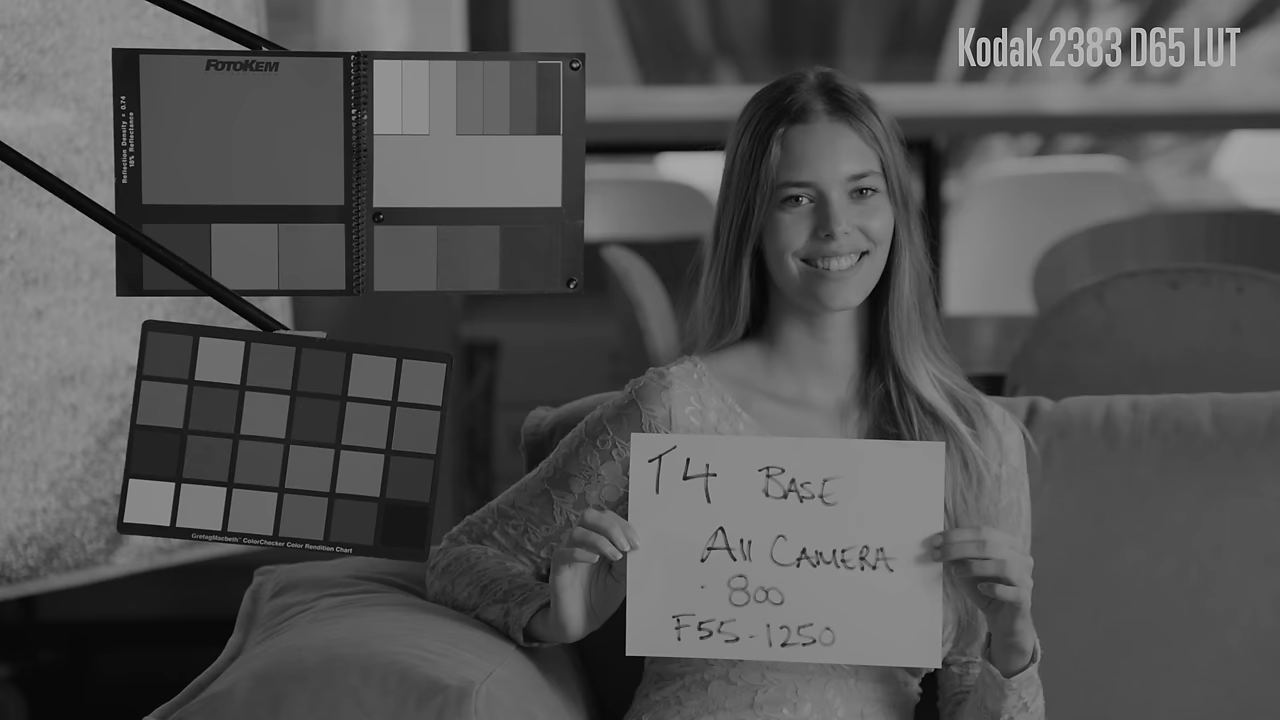 Kodak 2383 D65 LUT
FOTOKEM
Reflection Density = 0.74
18% Reflectance
GretagMacbeth™ ColorChecker Color Rendition Chart
T4 BASE
All CAMERA
800
F55-1250